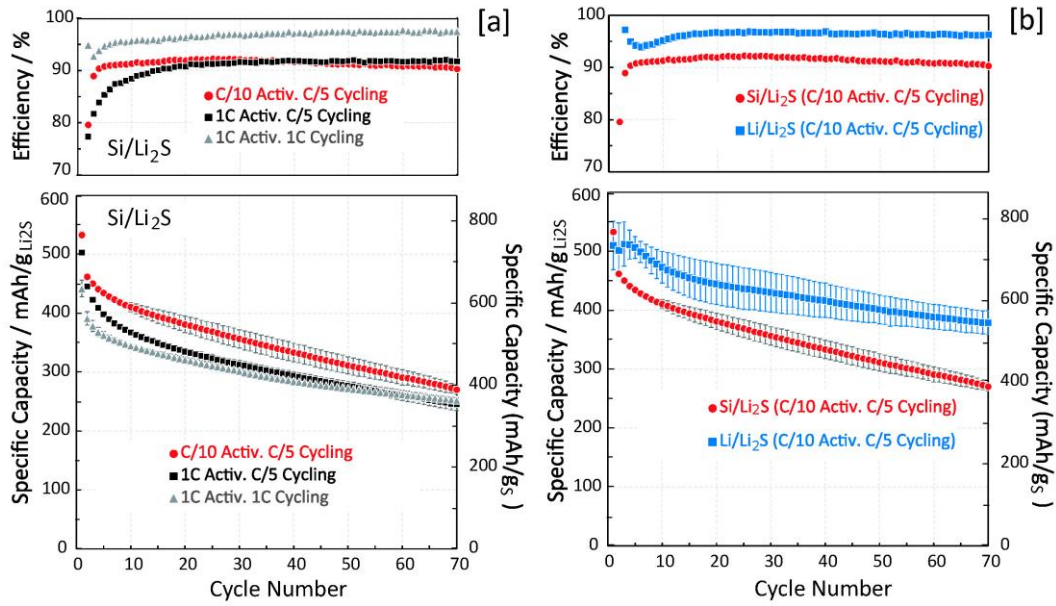 [a]
Efficiency / %
100
90
80
70
C/10 Activ. C/5 Cycling
1C Activ. C/5 Cycling
1C Activ. 1C Cycling
Si/Li2S
Si/Li2S
Specific Capacity / mAh/gLi2S
600
500
400
300
200
100
0
C/10 Activ. C/5 Cycling
1C Activ. C/5 Cycling
1C Activ. 1C Cycling
800
600
400
200
0
Specific Capacity (mAh/gS )
0 10 20 30 40 50 60 70
Cycle Number
[b]
Efficiency / %
100
90
80
70
Si/Li2S (C/10 Activ. C/5 Cycling)
Li/Li2S (C/10 Activ. C/5 Cycling)
Specific Capacity / mAh/gLi2S
600
500
400
300
200
100
0
Si/Li2S (C/10 Activ. C/5 Cycling)
Li/Li2S (C/10 Activ. C/5 Cycling)
800
600
400
200
0
Specific Capacity (mAh/gS )
0 10 20 30 40 50 60 70
Cycle Number